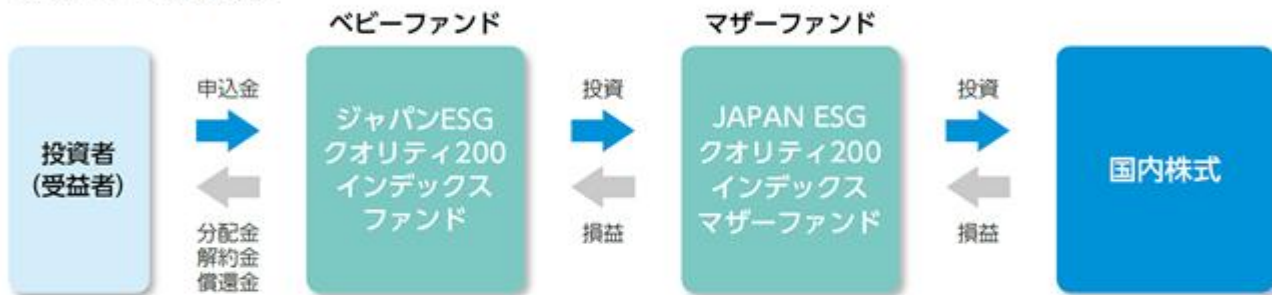 ベビーファンド
マザーファンド
投資者
(受益者)
申込金
分配金
解約金
償還金
ジャパンESG
クオリティ200
インデックス
ファンド
投資
損益
JAPAN ESG
クオリティ200
インデックス
マザーファンド
投資
損益
国内株式